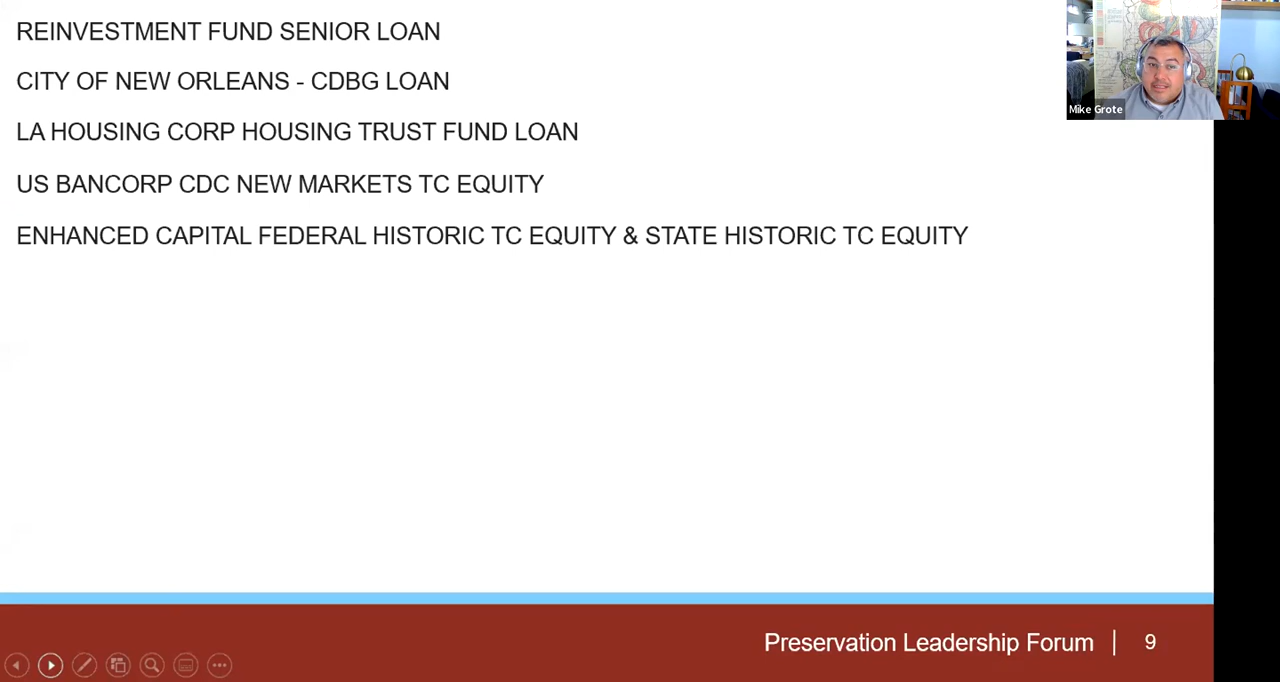 REINVESTMENT FUND SENIOR LOAN
CITY OF NEW ORLEANS - CDBG LOAN
LA HOUSING CORP HOUSING TRUST FUND LOAN
US BANCORP CDC NEW MARKETS TC EQUITY
ENHANCED CAPITAL FEDERAL HISTORIC TC EQUITY & STATE HISTORIC TC EQUITY
Mike Grote
Preservation Leadership Forum | 9